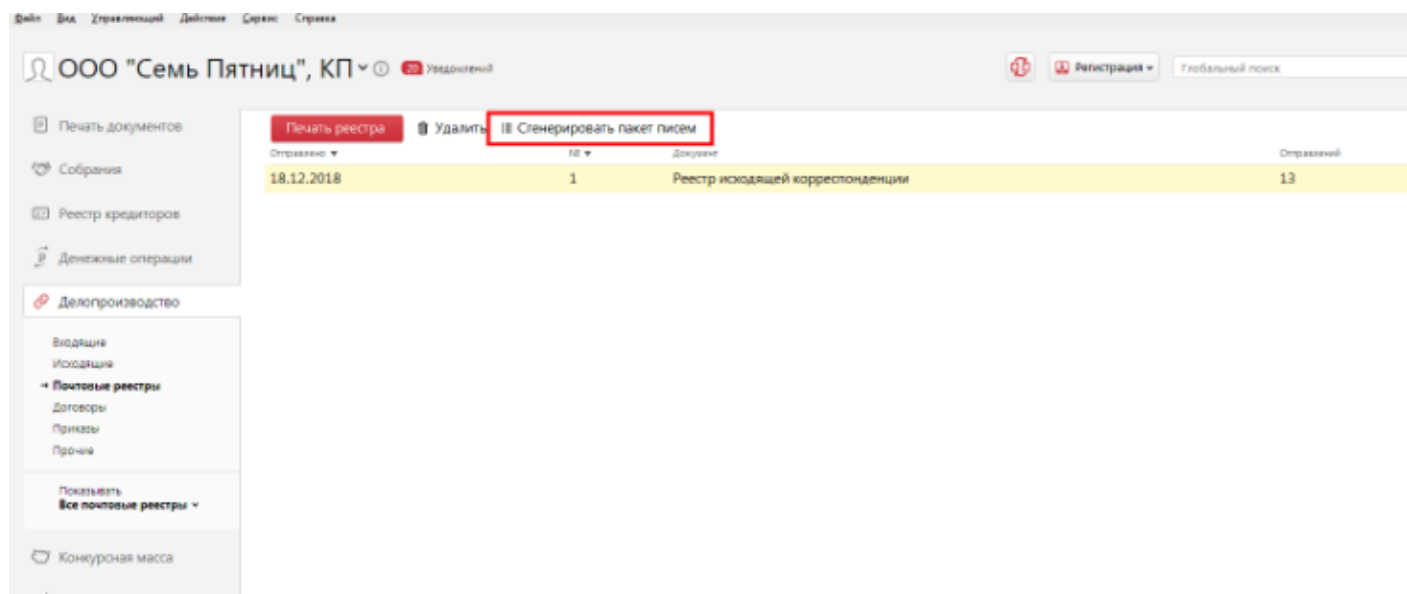 Файл Вид Управляющий Действия Сервис Справка
ООО "Семь Пятниц", КП
20 Уведомлений
Регистрация
Глобальный поиск
Печать документов
Собрания
Реестр кредиторов
Денежные операции
Делопроизводство
Входящие
Исходящие
→ Почтовые реестры
Договоры
Приказы
Прочие
Показывать
Все почтовые реестры
Конкурсная масса
Печать реестра Удалить Сгенерировать пакет писем
Отправлено ▼ № ▼ Документ Отправлений
18.12.2018 1 Реестр исходящей корреспонденции 13